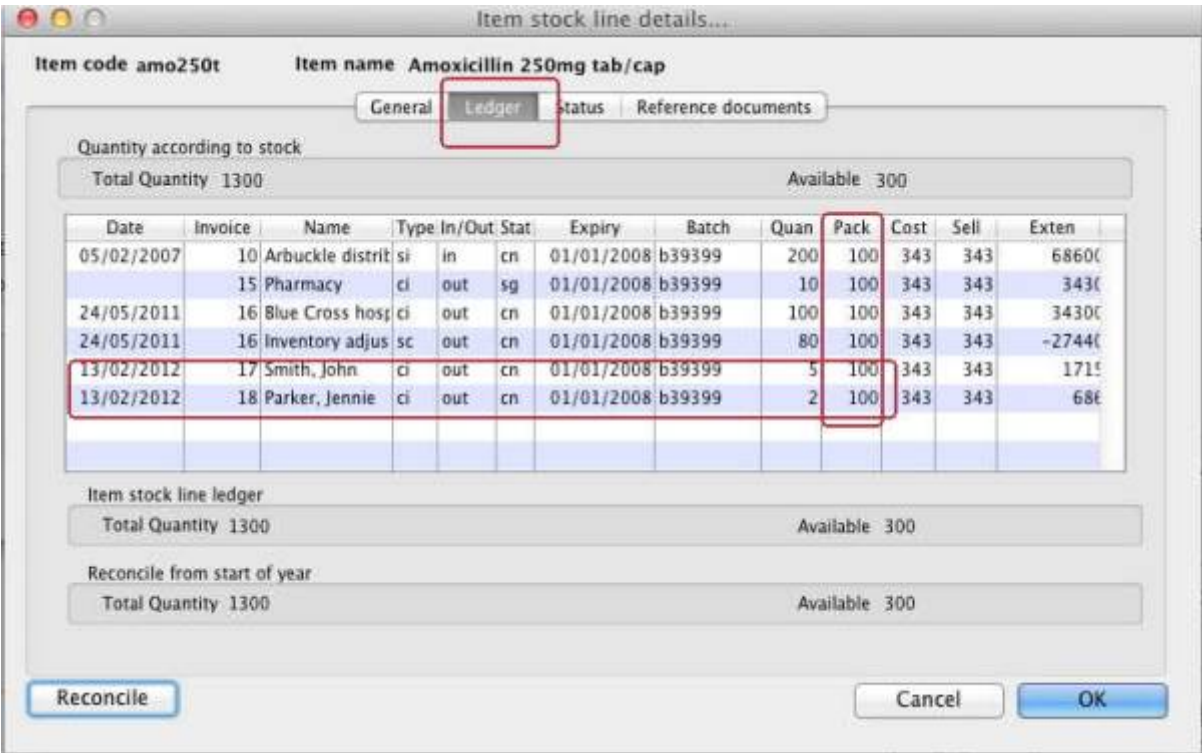 Item stock line details...
Item code amo250t Item name Amoxicillin 250mg tab/cap
General Ledger Status Reference documents
Quantity according to stock
Total Quantity 1300 Available 300
Date Invoice Name Type In/Out Stat Expiry Batch Quan Pack Cost Sell Exten
05/02/2007 10 Arbuckle distrit si in cn 01/01/2008 b39399 200 100 343 343 6860
15 Pharmacy ci out sg 01/01/2008 b39399 10 100 343 343 343
24/05/2011 16 Blue Cross hosp ci out cn 01/01/2008 b39399 100 100 343 343 3430
24/05/2011 16 Inventory adjus sc out cn 01/01/2008 b39399 80 100 343 343 -2744
13/02/2012 17 Smith, John ci out cn 01/01/2008 b39399 5 100 343 343 171
13/02/2012 18 Parker, Jennie ci out cn 01/01/2008 b39399 2 100 343 343 686
Item stock line ledger
Total Quantity 1300 Available 300
Reconcile from start of year
Total Quantity 1300 Available 300
Reconcile Cancel OK